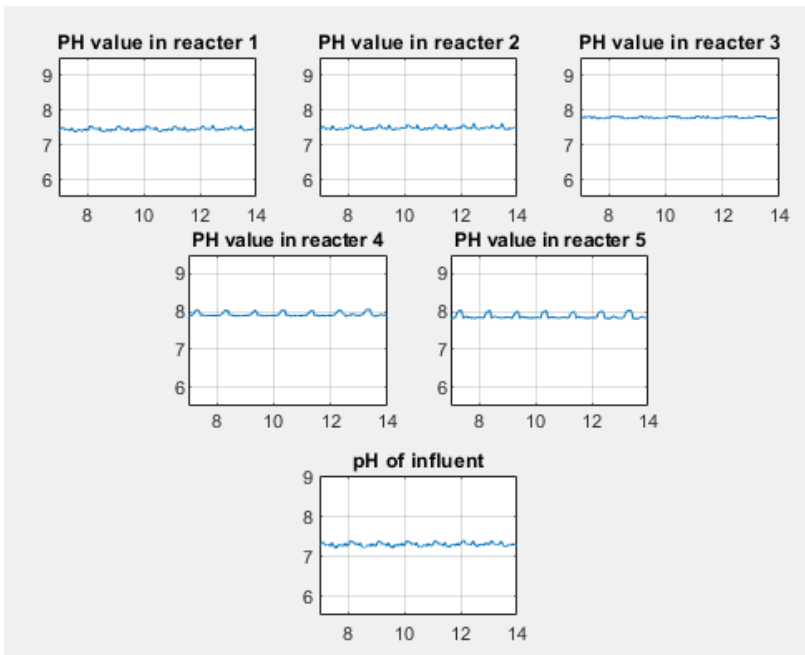 PH value in reacter 1
9
8
7
6
8 10 12 14
PH value in reacter 2
9
8
7
6
8 10 12 14
PH value in reacter 3
9
8
7
6
8 10 12 14
PH value in reacter 4
9
8
7
6
8 10 12 14
PH value in reacter 5
9
8
7
6
8 10 12 14
pH of influent
9
8
7
6
8 10 12 14